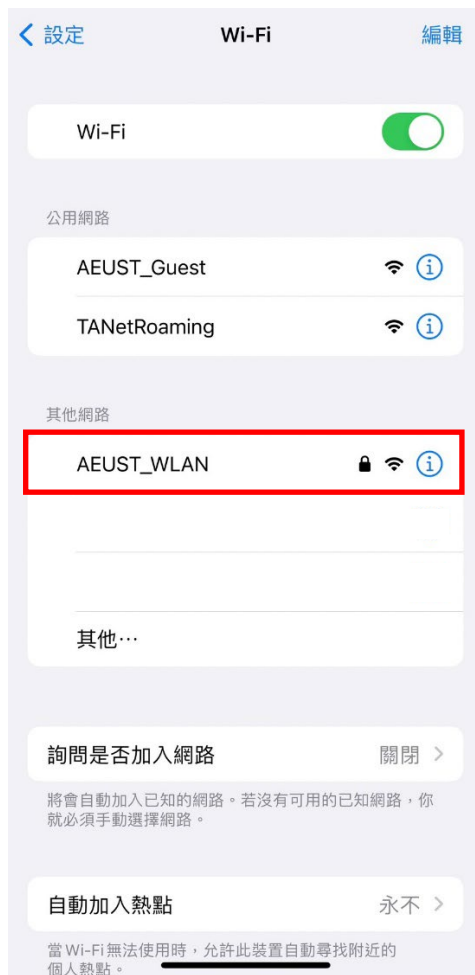 設定 Wi-Fi 編輯
Wi-Fi
公用網路
AEUST_Guest
TANetRoaming
其他網路
AEUST_WLAN
其他…
詢問是否加入網路 關閉
將會自動加入已知的網路。若沒有可用的已知網路，你
就必須手動選擇網路。
自動加入熱點 永不
當 Wi-Fi 無法使用時，允許此裝置自動尋找附近的
個人熱點。